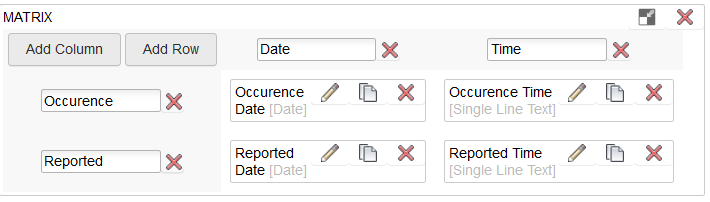 MATRIX
Add Column Add Row Date Time
Occurence
Occurence Date [Date]
Occurence Time
[Single Line Text]
Reported
Reported Date [Date]
Reported Time
[Single Line Text]